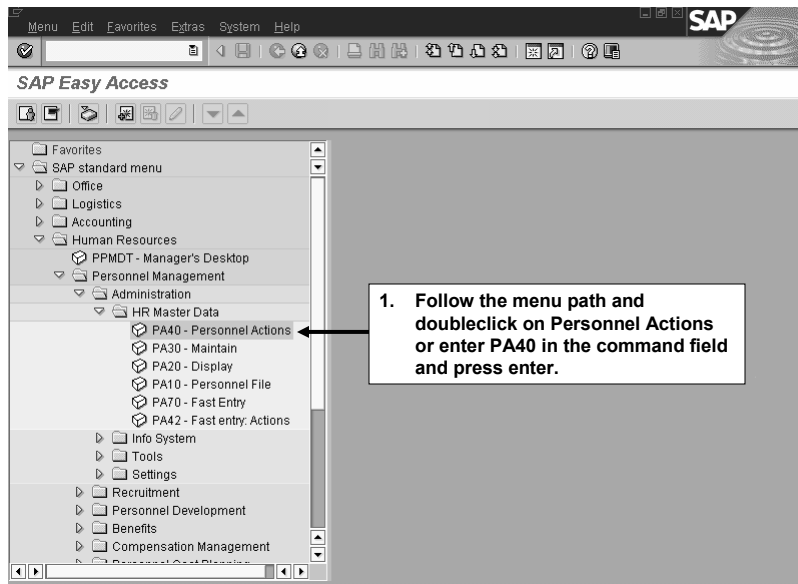 Menu Edit Favorites Extras System Help
SAP
SAP Easy Access
Favorites
SAP standard menu
Office
Logistics
Accounting
Human Resources
PPMDT - Manager's Desktop
Personnel Management
Administration
HR Master Data
PA40 - Personnel Actions
PA30 - Maintain
PA20 - Display
PA10 - Personnel File
PA70 - Fast Entry
PA42 - Fast entry: Actions
Info System
Tools
Settings
Recruitment
Personnel Development
Benefits
Compensation Management
Personnel Cost Planning
1. Follow the menu path and
doubleclick on Personnel Actions
or enter PA40 in the command field
and press enter.